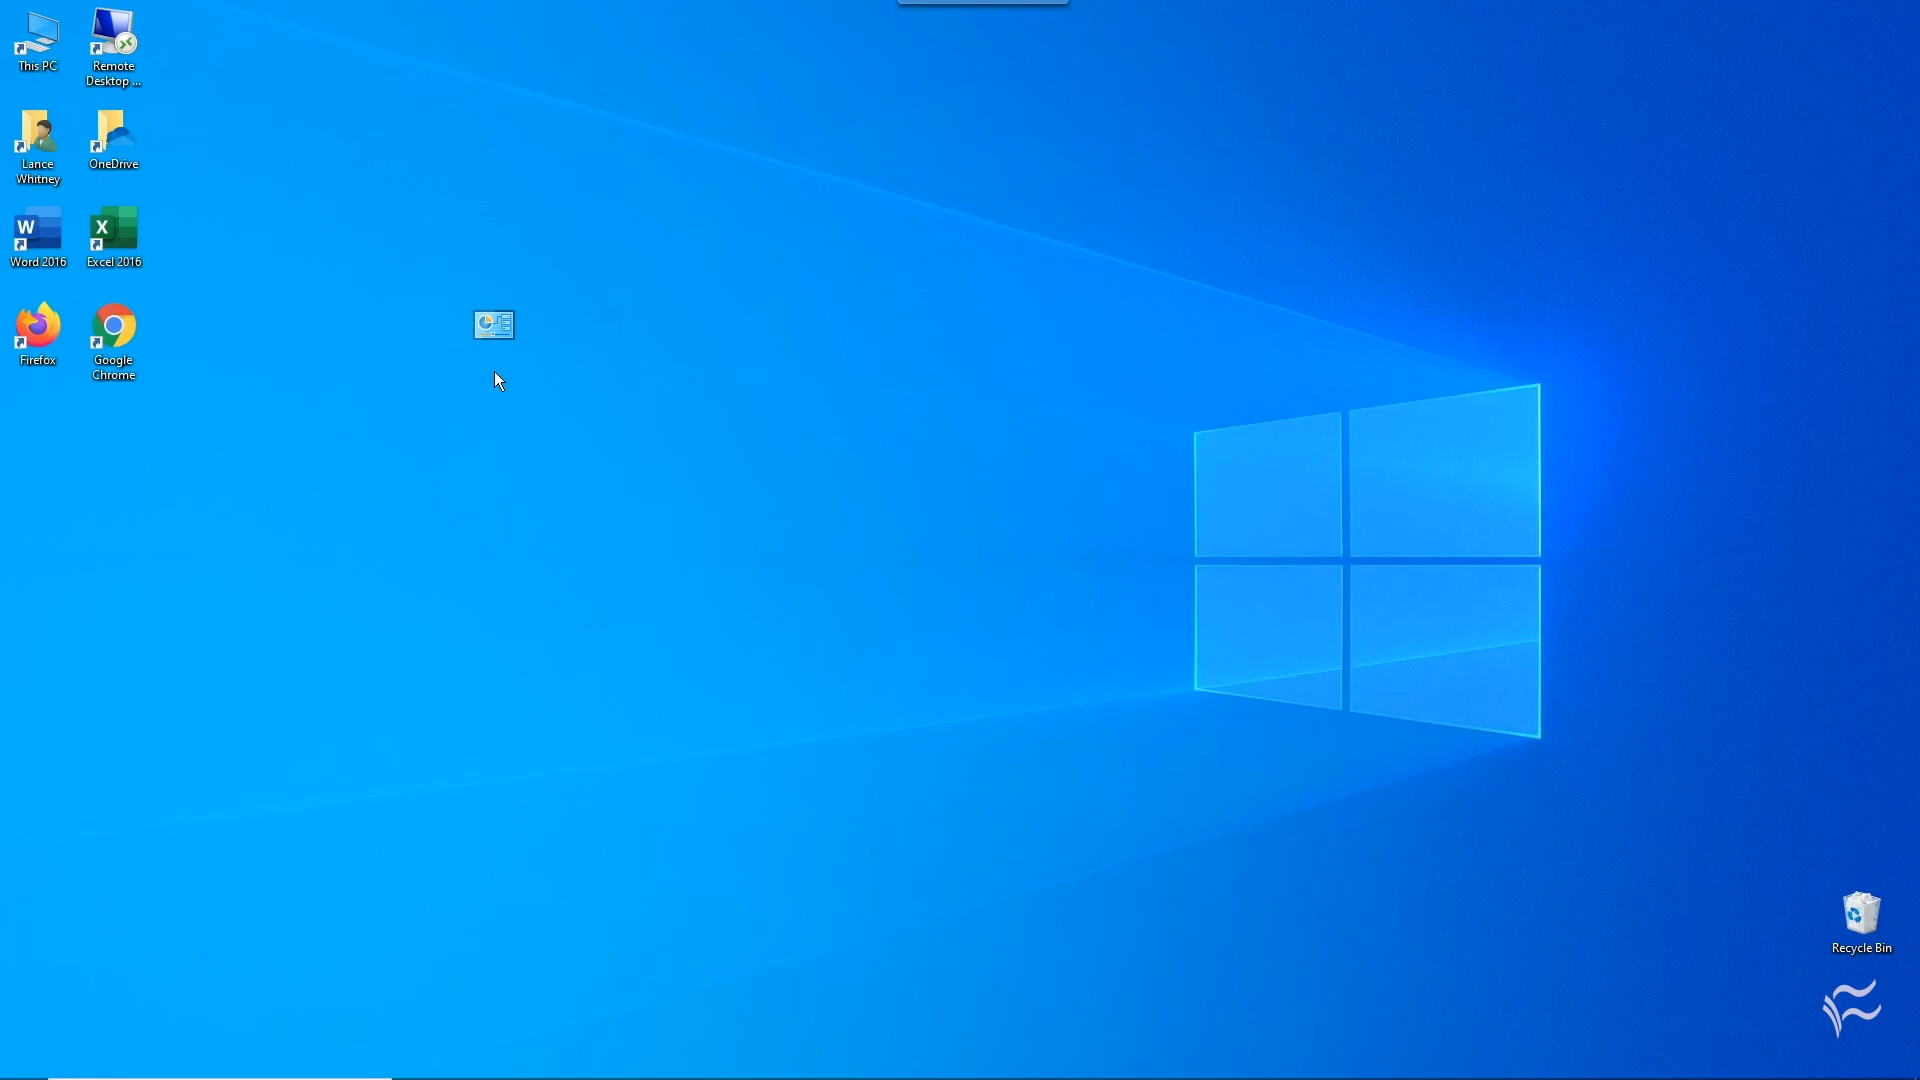 This PC
Remote
Desktop ...
Lance
Whitney
OneDrive
W
Word 2016
X
Excel 2016
Firefox
Google
Chrome
Recycle Bin